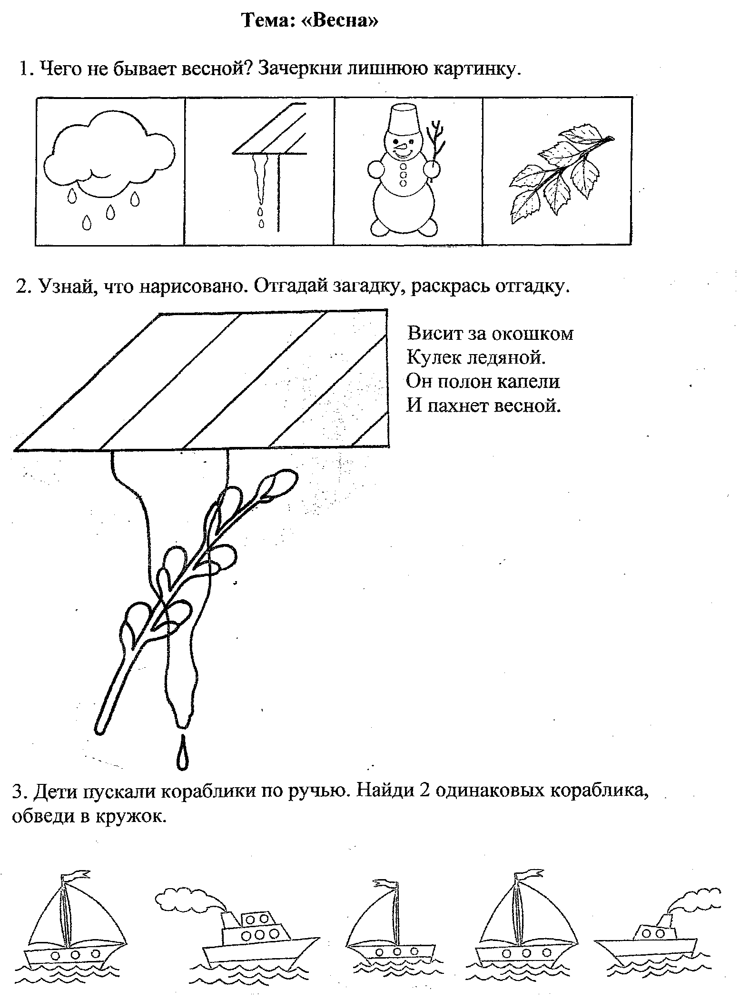 Тема: «Весна»
1. Чего не бывает весной? Зачеркни лишнюю картинку.
2. Узнай, что нарисовано. Отгадай загадку, раскрась отгадку.
Висит за окошком
Кулек ледяной.
Он полон капели
И пахнет весной.
3. Дети пускали кораблики по ручью. Найди 2 одинаковых кораблика,
обведи в кружок.